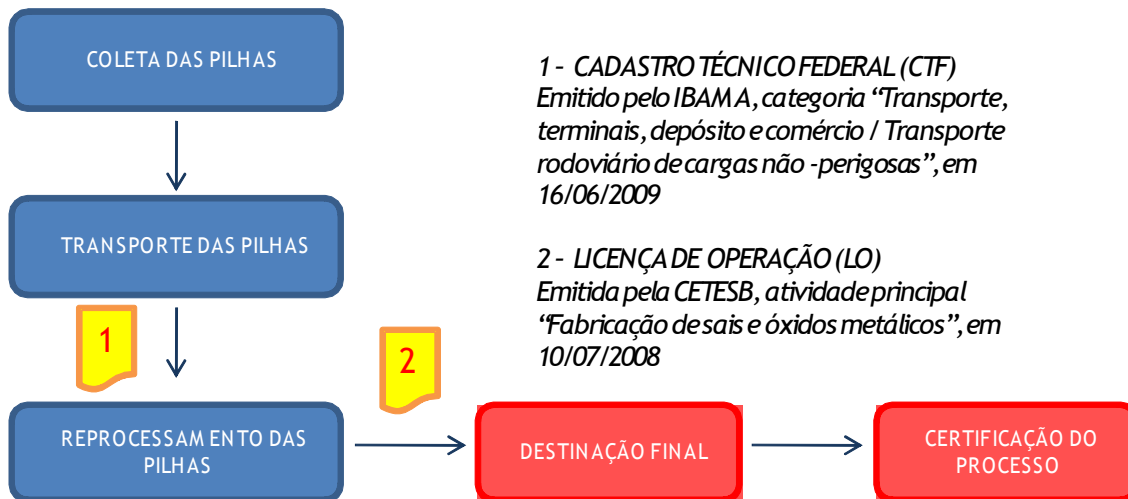 COLETA DAS PILHAS
TRANSPORTE DAS PILHAS
1
2
REPROCESSAMENTO DAS
PILHAS
DESTINAÇÃO FINAL
CERTIFICAÇÃO DO
PROCESSO
1 - CADASTRO TÉCNICO FEDERAL (CTF)
Emitido pelo IBAMA, categoria “Transporte,
terminais, depósito e comércio / Transporte
rodoviário de cargas não -perigosas”, em
16/06/2009
2 - LICENÇA DE OPERAÇÃO (LO)
Emitida pela CETESB, atividade principal
“Fabricação de sais e óxidos metálicos”, em
10/07/2008